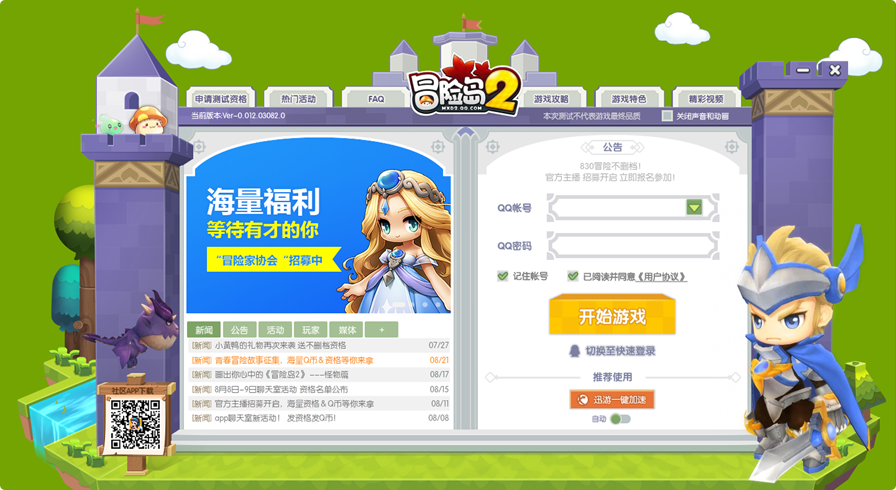 冒险岛2
MXD2.QQ.COM
申请测试资格
热门活动
FAQ
游戏攻略
游戏特色
精彩视频
当前版本:Ver-0.012.03082.0
本次测试不代表游戏最终品质
关闭声音和动画
海量福利
等待有才的你
“冒险家协会“招募中
公告
830冒险不删档!
官方主播 招募开启 立即报名参加!
QQ帐号
QQ密码
记住帐号
已阅读并同意《用户协议》
开始游戏
切换至快速登录
推荐使用
迅游一键加速
自动
新闻
公告
活动
玩家
媒体
+
[新闻] 小黄鸭的礼物再次来袭 送不删档资格 07/27
[新闻] 青春冒险故事征集,海量Q币&资格等你来拿 08/21
[新闻] 画出你心中的《冒险岛2》---怪物篇 08/17
[新闻] 8月8日-9日聊天室活动 资格名单公布 08/15
[新闻] 官方主播招募开启,海量资格&Q币等你来拿 08/11
[新闻] app聊天室新活动! 发资格发Q币! 08/08
社区APP下载